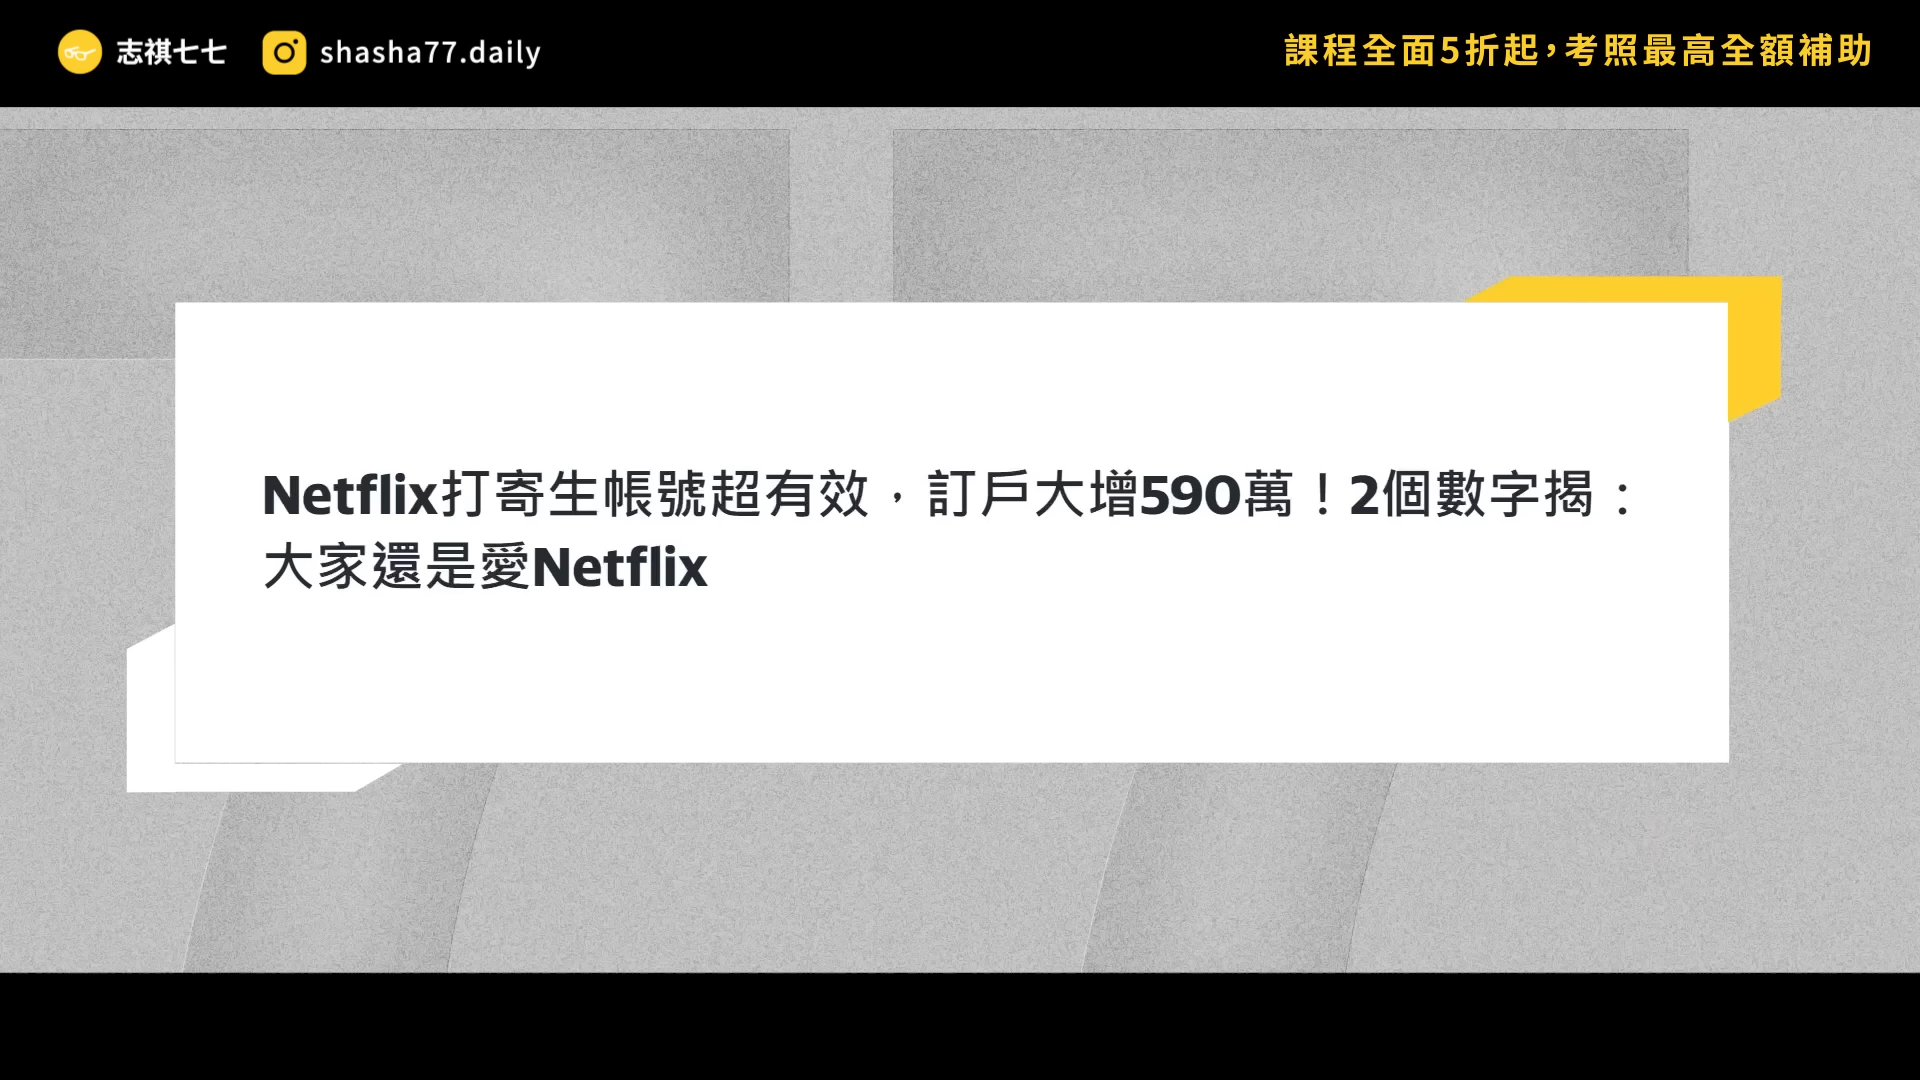 志祺七七 shasha77.daily
課程全面5折起，考照最高全額補助
Netflix打寄生帳號超有效，訂戶大增590萬！2個數字揭：
大家還是愛Netflix